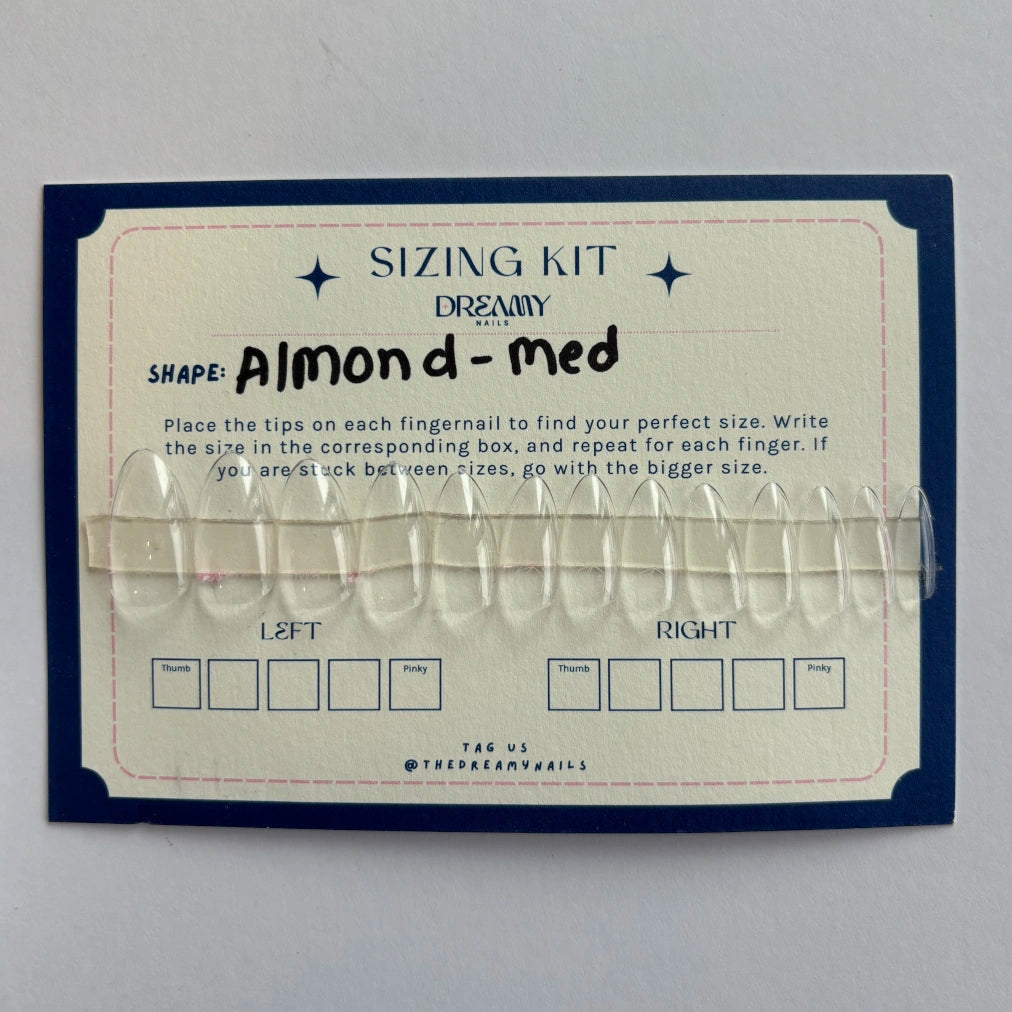 SIZING KIT
DREAMY
NAILS
SHAPE: Almond - med
Place the tips on each fingernail to find your perfect size. Write
the size in the corresponding box, and repeat for each finger. If
you are stuck between sizes, go with the bigger size.
LEFT RIGHT
Thumb Pinky Thumb Pinky
TAG US
@THEDREAMYNAILS